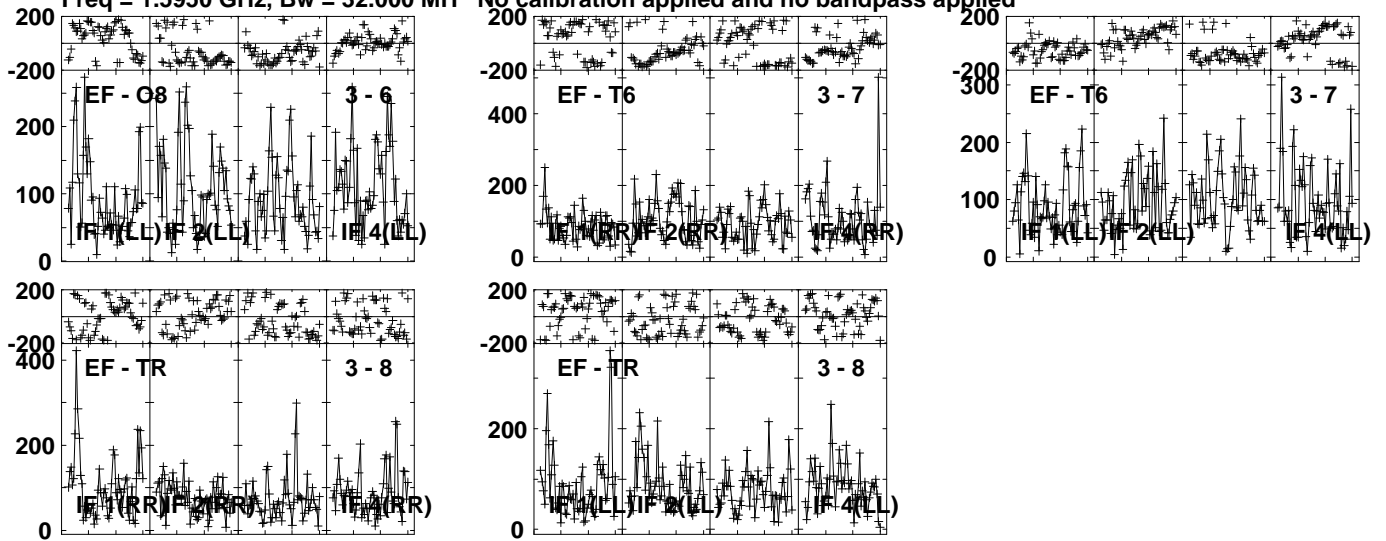 Freq = 1.5950 GHz, Bw = 32.000 MH No calibration applied and no bandpass applied
200
-200
EF - O8 3 - 6
200
100
0
IF 1(LL) IF 2(LL) IF 4(LL)
200
-200
EF - T6 3 - 7
400
200
0
IF 1(RR) IF 2(RR) IF 4(RR)
200
-200
300
EF - T6 3 - 7
200
100
0
IF 1(LL) IF 2(LL) IF 4(LL)
200
-200
400
EF - TR 3 - 8
200
0
IF 1(RR) IF 2(RR) IF 4(RR)
200
-200
EF - TR 3 - 8
200
0
IF 1(LL) IF 2(LL) IF 4(LL)